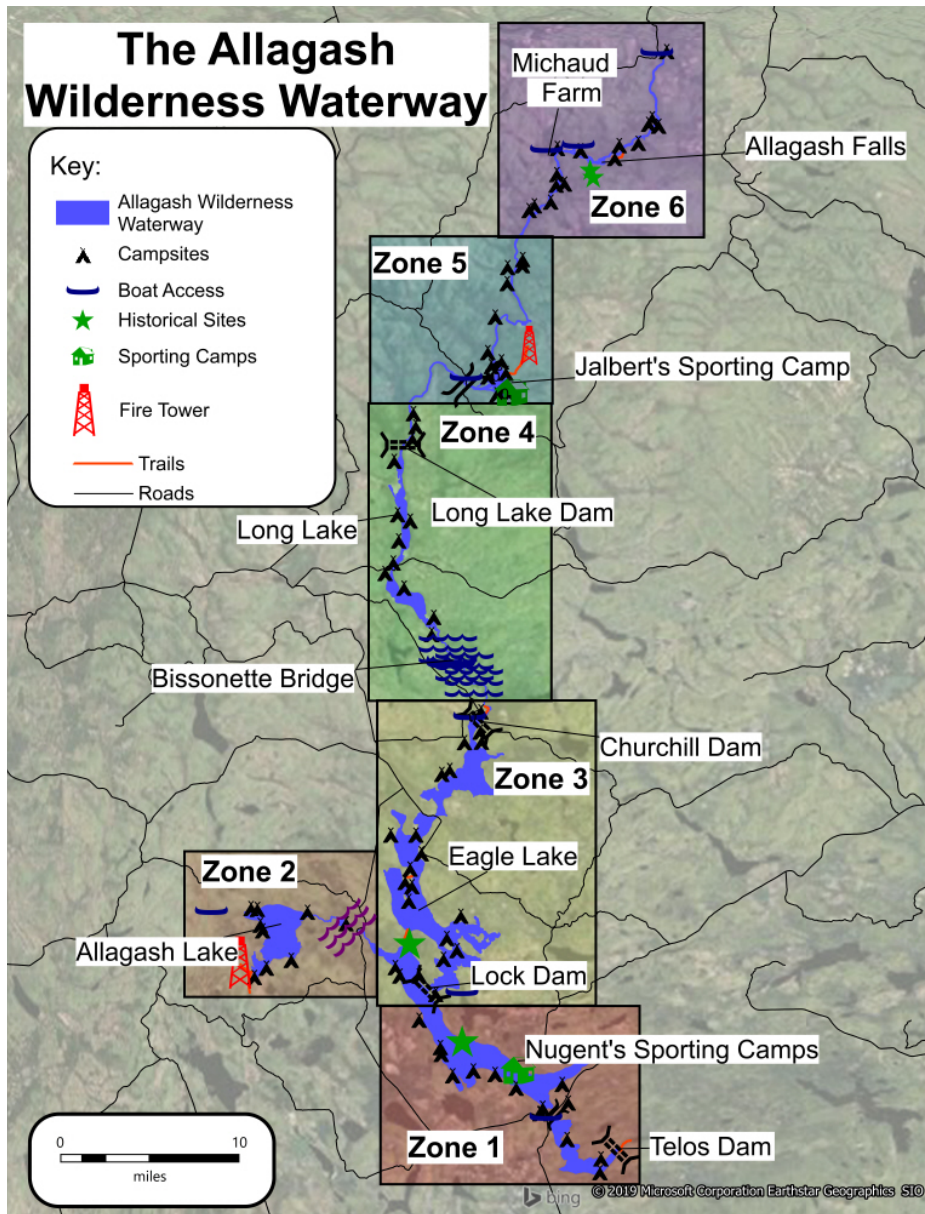 The Allagash
Wilderness Waterway
Key:
Allagash Wilderness
Waterway
Campsites
Boat Access
Historical Sites
Sporting Camps
Fire Tower
Trails
Roads
Michaud
Farm
Allagash Falls
Zone 6
Zone 5
Jalbert's Sporting Camp
Zone 4
Long Lake Dam
Long Lake
Bissonette Bridge
Churchill Dam
Zone 3
Eagle Lake
Zone 2
Allagash Lake
Lock Dam
Nugent's Sporting Camps
Zone 1
Telos Dam
0 10
miles
bing
© 2019 Microsoft Corporation Earthstar Geographics SIO